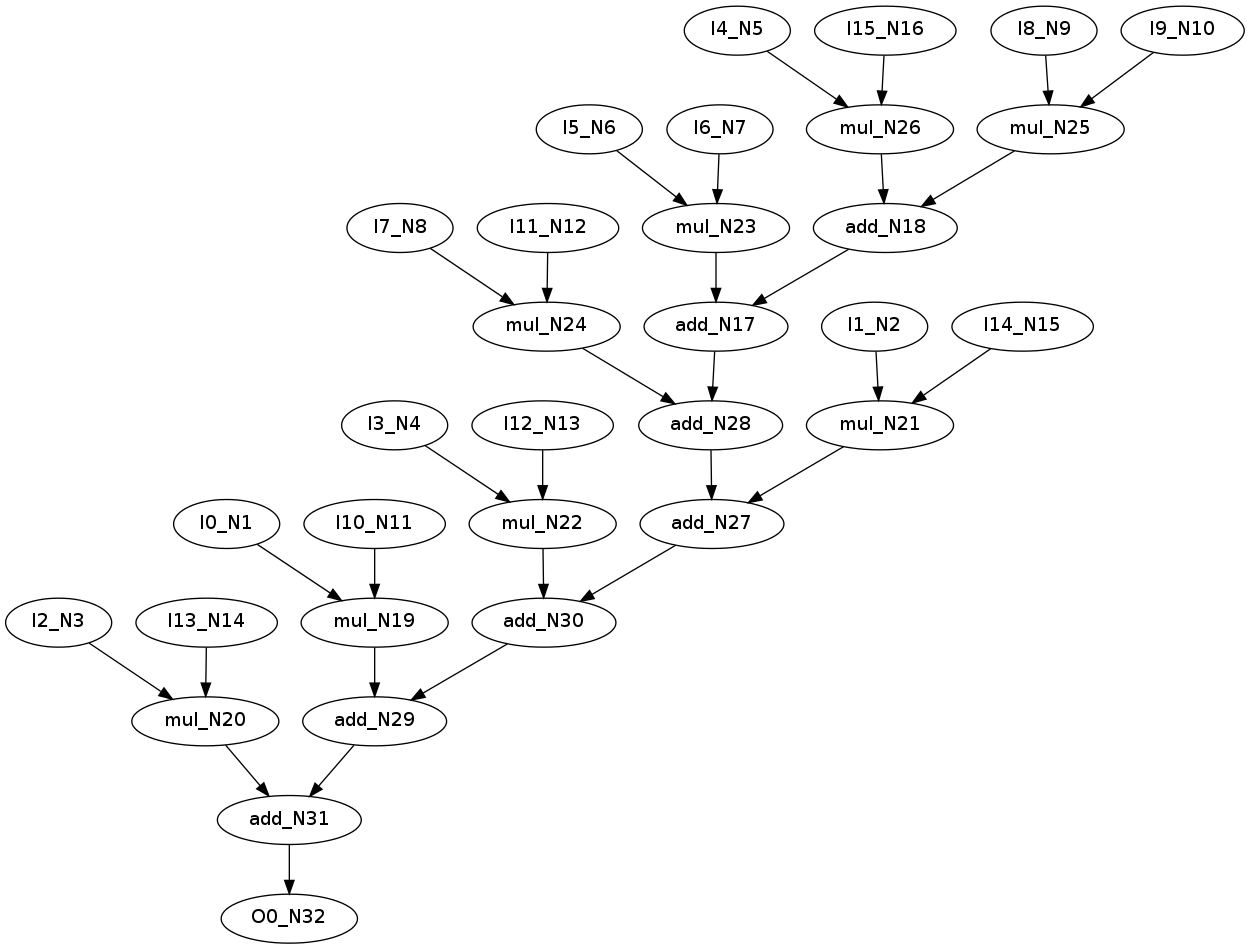 I4_N5
I15_N16
I8_N9
I9_N10
I5_N6
I6_N7
mul_N26
mul_N25
I7_N8
I11_N12
mul_N23
add_N18
mul_N24
add_N17
I1_N2
I14_N15
I3_N4
I12_N13
add_N28
mul_N21
I0_N1
I10_N11
mul_N22
add_N27
I2_N3
I13_N14
mul_N19
add_N30
mul_N20
add_N29
add_N31
O0_N32